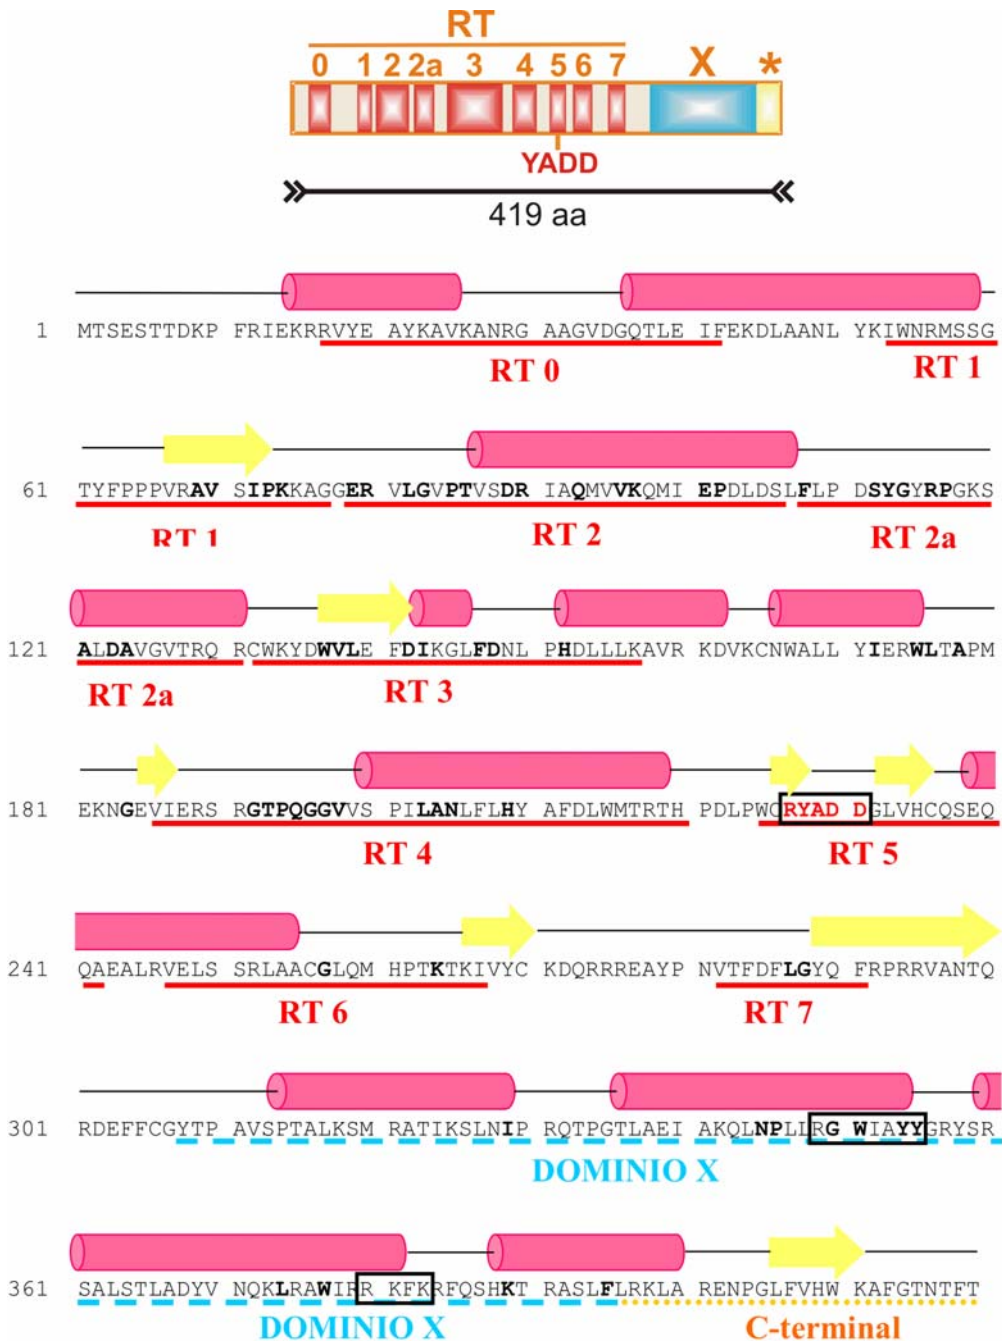 RT
0 1 2 2a 3 4 5 6 7 X *
YADD
419 aa
1 MTSESTTDKP FRIEKRRVYE AYKAVKANRG AAGVDGQTLE IFEKDLAANL YKIWNRMSSG
RT 0 RT 1
61 TYFPPPVRAV SIPKKAGGER VLGVPTVSDR IAQMVVKQMI EPDLDSLFLP DSYGYRPGKS
RT 1 RT 2 RT 2a
121 ALDAVGVTRQ RCWKYDWVLE FDIKGLFDNL PHDLLLKAVR KDVKCNWALL YIERWLTAPM
RT 2a RT 3
181 EKNGEVIERS RGTPQGGVVS PILANLFLHY AFDLWMTRTH PDLPWCRYAD DGLVHCQSEQ
RT 4 RT 5
241 QAEALRVELS SRLAACGLQM HPTKTKIVYC KDQRRREAYP NVTFDFLGYQ FRPRRVANTQ
RT 6 RT 7
301 RDEFFCGYTP AVSPTALKSM RATIKSLNIP RQTPGTLAEI AKQLNPLLRG WIAYYGRYSR
DOMINIO X
361 SALSTLADYV NQKLRAWIRR KFKRFQSHKT RASLFLRKLA RENPGLFVHW KAFGTNTFT
DOMINIO X C-terminal